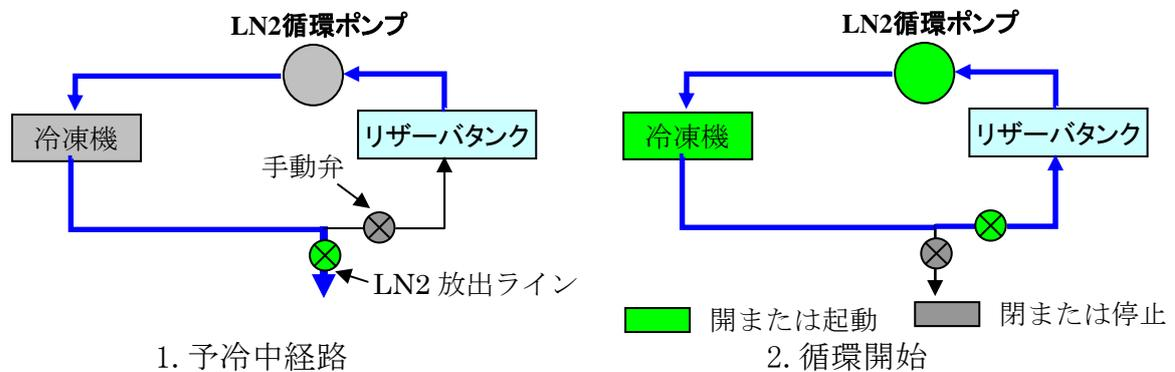 LN2循環ポンプ
冷凍機
リザーバタンク
手動弁
LN2 放出ライン
1. 予冷中経路
LN2循環ポンプ
冷凍機
リザーバタンク
開または起動
閉または停止
2. 循環開始